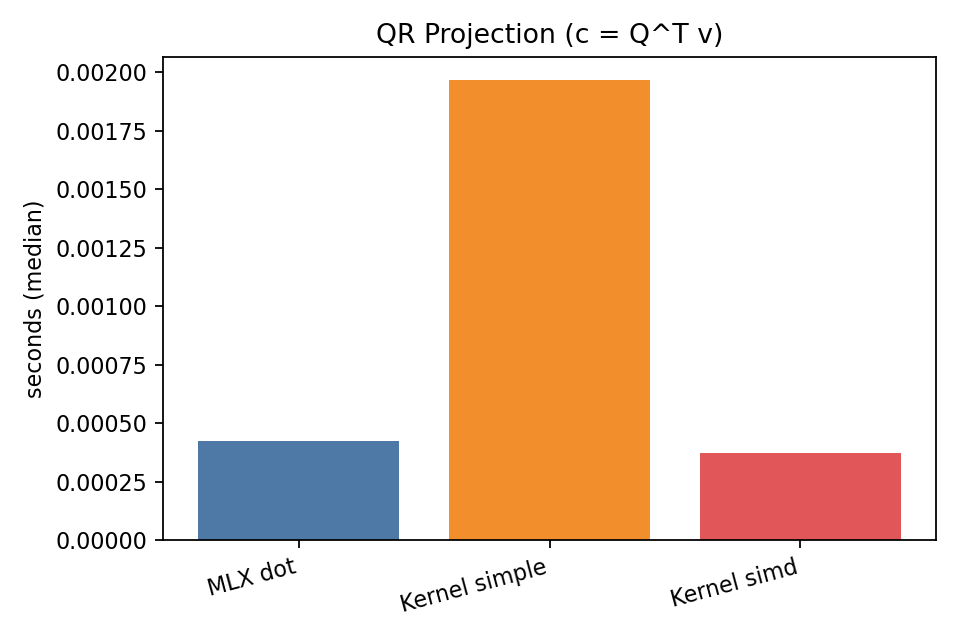 QR Projection (c = Q^T v)
seconds (median)
0.00200
0.00175
0.00150
0.00125
0.00100
0.00075
0.00050
0.00025
0.00000
MLX dot
Kernel simple
Kernel simd